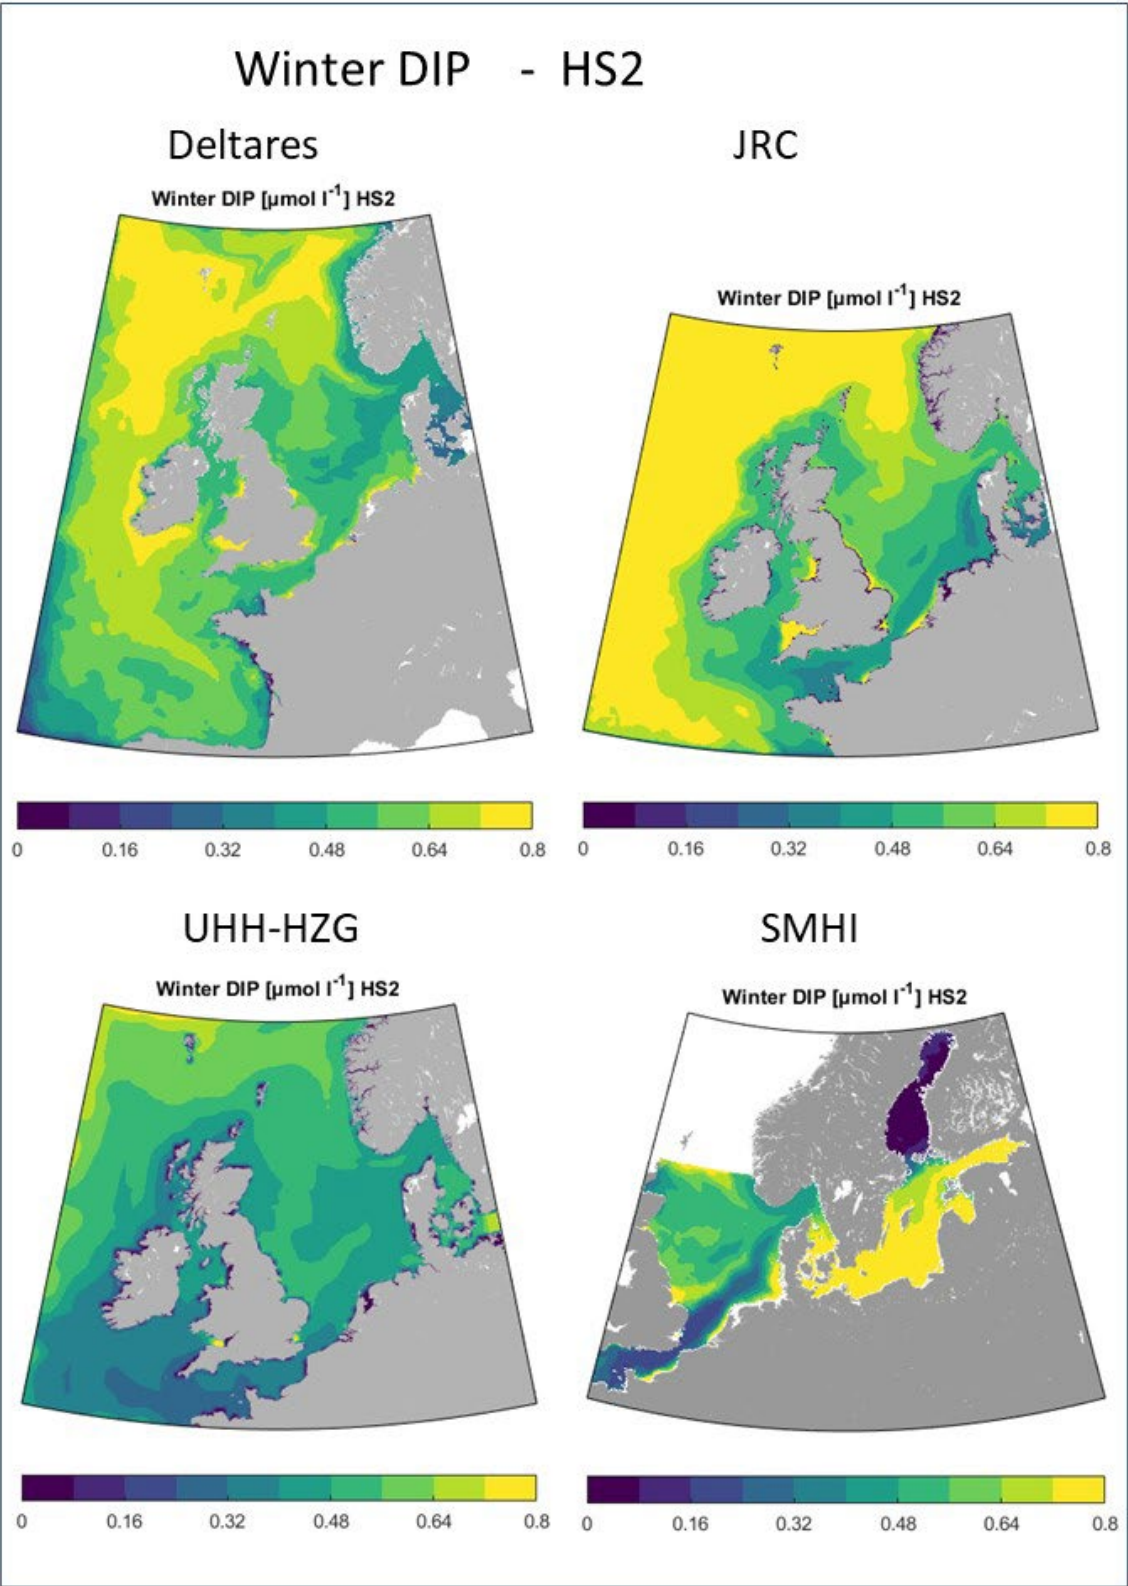 Winter DIP - HS2
Deltares
JRC
Winter DIP [µmol l-1] HS2
Winter DIP [µmol l-1] HS2
0 0.16 0.32 0.48 0.64 0.8
0 0.16 0.32 0.48 0.64 0.8
UHH-HZG
SMHI
Winter DIP [µmol l-1] HS2
Winter DIP [µmol l-1] HS2
0 0.16 0.32 0.48 0.64 0.8
0 0.16 0.32 0.48 0.64 0.8